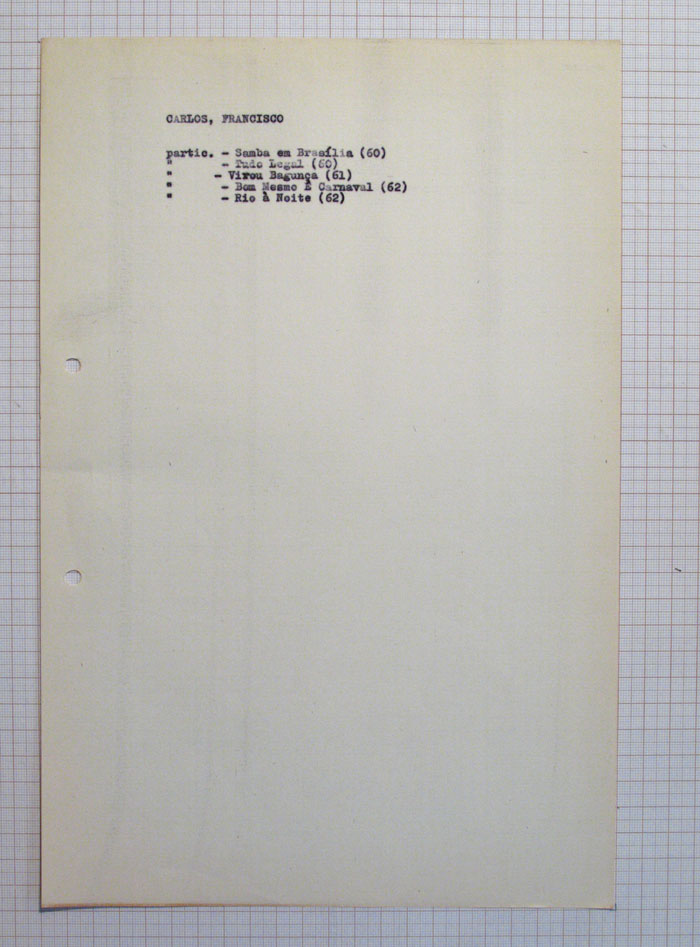 CARLOS, FRANCISCO
partic. - Samba em Brasília (60)
" - Tudo Legal (60)
" - Virou Bagunça (61)
" - Bom Mesmo É Carnaval (62)
" - Rio à Noite (62)